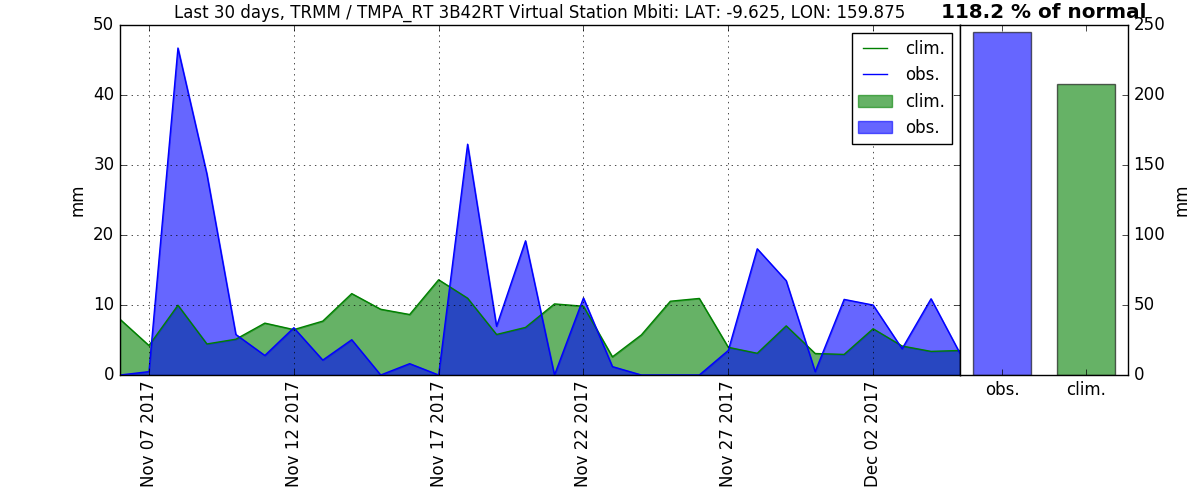 Last 30 days, TRMM / TMPA_RT 3B42RT Virtual Station Mbiti: LAT: -9.625, LON: 159.875
118.2 % of normal
50
40
30
20
10
0
mm
clim.
obs.
clim.
obs.
250
200
150
100
50
0
mm
Nov 07 2017
Nov 12 2017
Nov 17 2017
Nov 22 2017
Nov 27 2017
Dec 02 2017
obs.
clim.